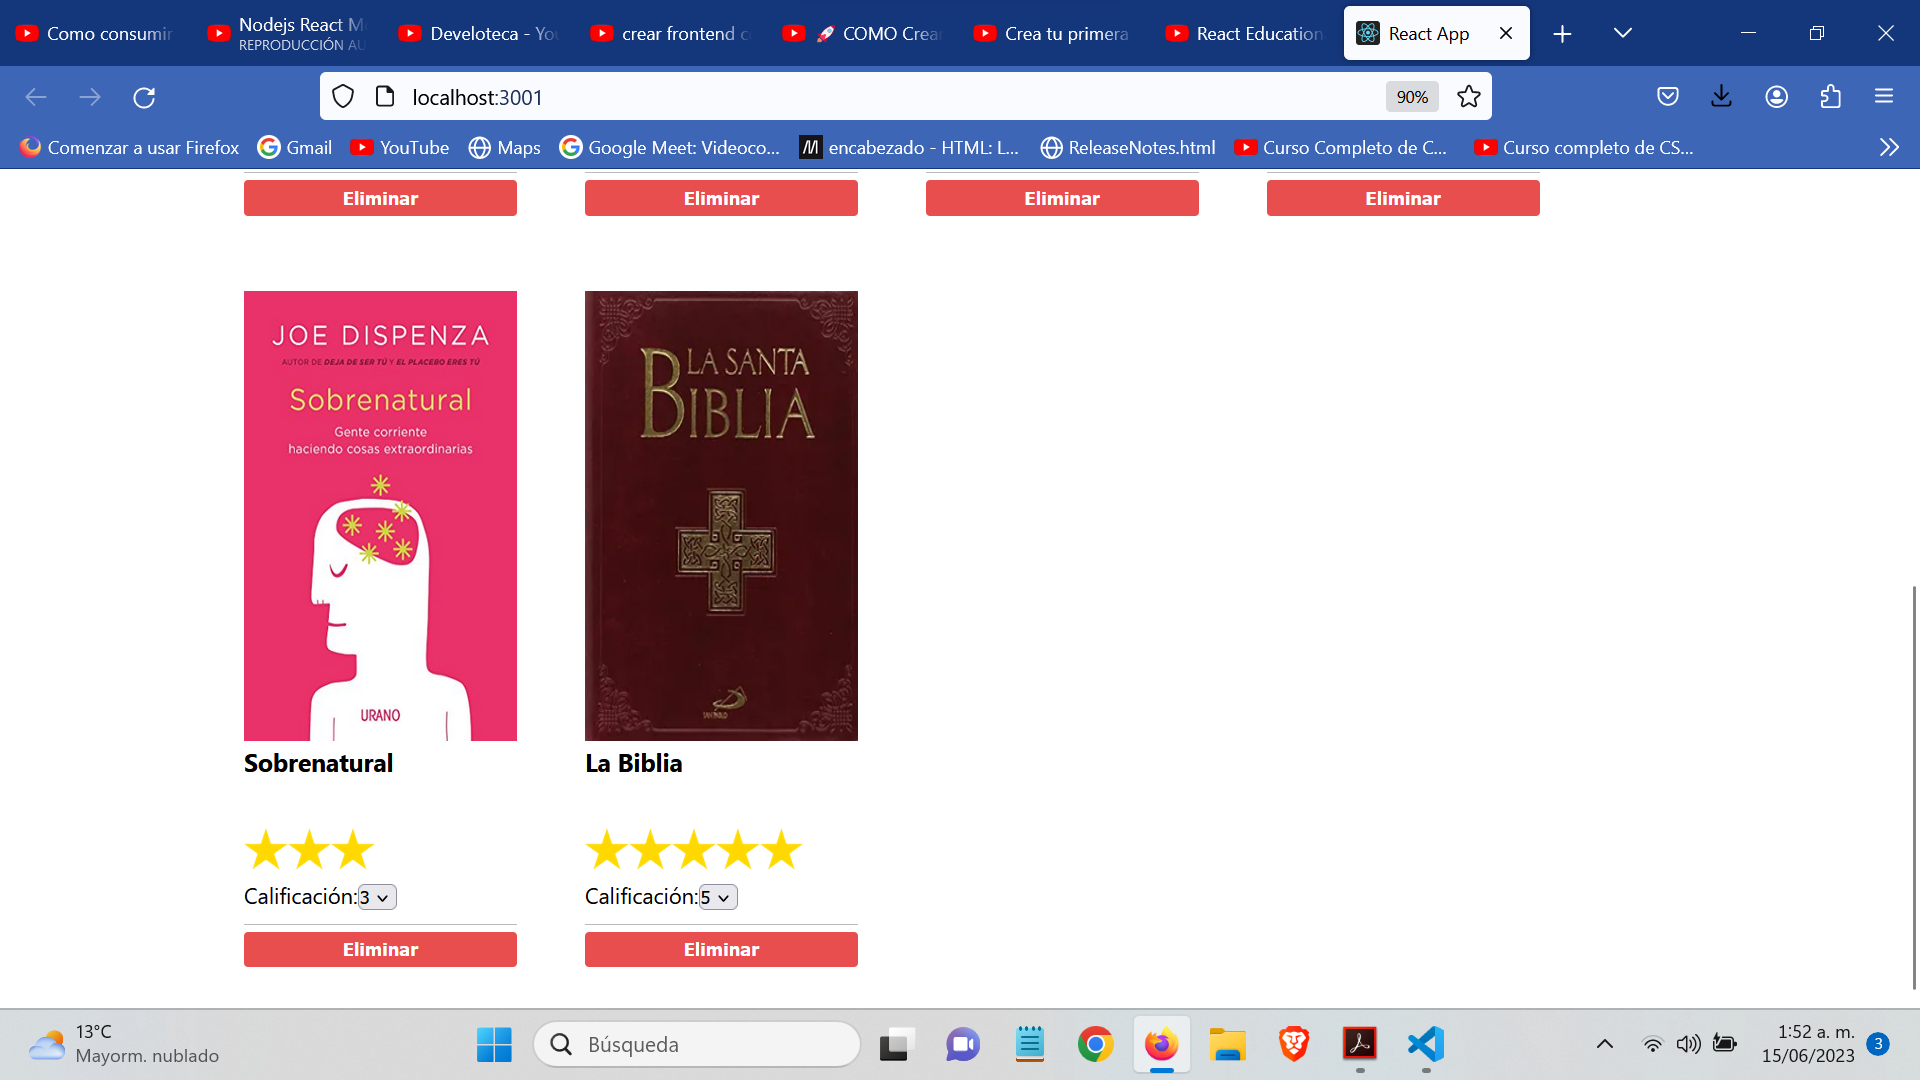 Como consumir
Nodejs React M
REPRODUCCIÓN AU
Develoteca - You
crear frontend c
🚀 COMO Crear
Crea tu primera
React Education
React App
localhost:3001
90%
Comenzar a usar Firefox
Gmail
YouTube
Maps
Google Meet: Videoco...
encabezado - HTML: L...
ReleaseNotes.html
Curso Completo de C...
Curso completo de CS...
Eliminar
Eliminar
Eliminar
Eliminar
JOE DISPENZA
AUTOR DE DEJA DE SER TÚ Y EL PLACEBO ERES TÚ
Sobrenatural
Gente corriente
haciendo cosas extraordinarias
URANO
LA SANTA
BIBLIA
SAN PABLO
Sobrenatural
La Biblia
Calificación:3
Calificación:5
Eliminar
Eliminar
13°C
Mayorm. nublado
Búsqueda
1:52 a. m.
15/06/2023
3